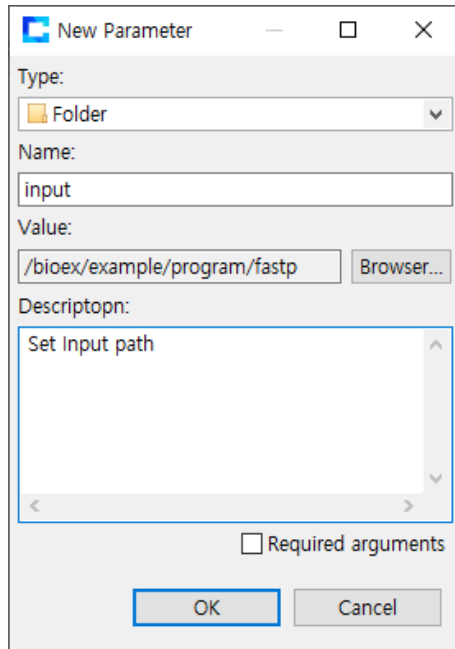 New Parameter
Type:
Folder
Name:
input
Value:
/bioex/example/program/fastp
Browser...
Descriptopn:
Set Input path
Required arguments
OK
Cancel